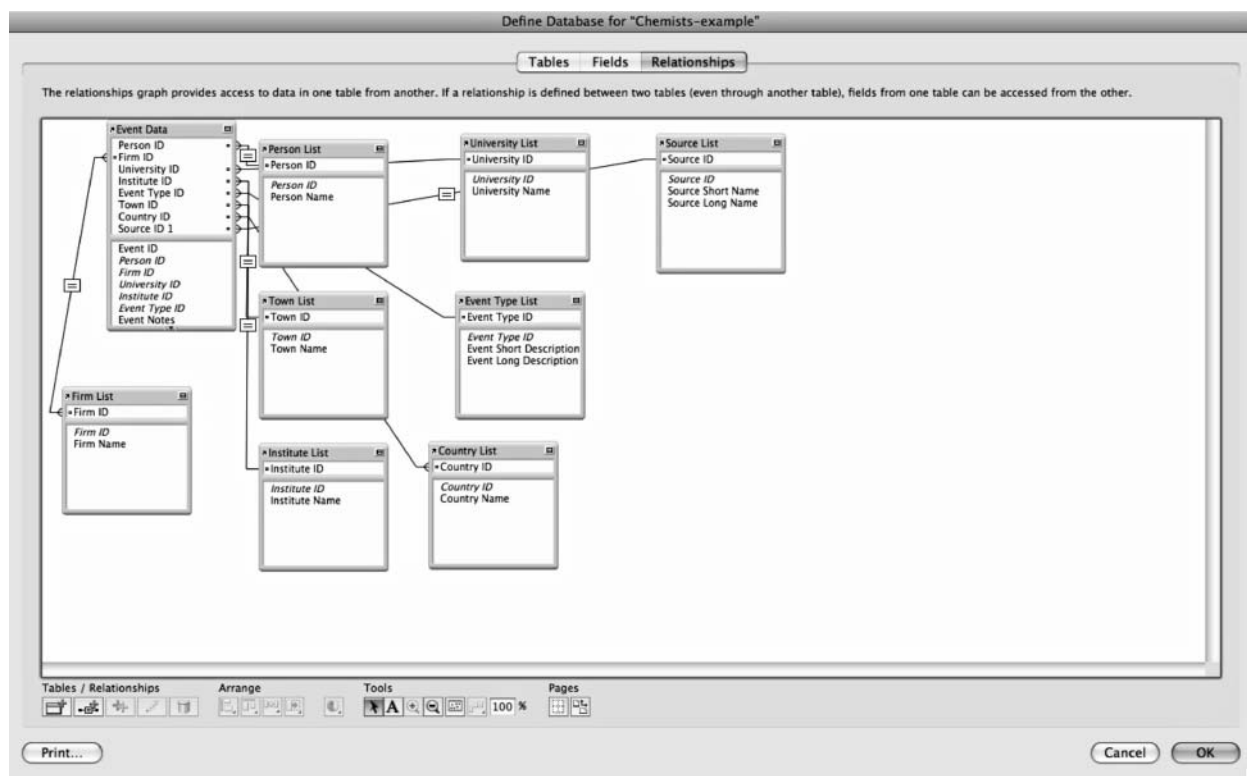 Define Database for "Chemists-example"
Tables Fields Relationships
The relationships graph provides access to data in one table from another. If a relationship is defined between two tables (even through another table), fields from one table can be accessed from the other.
Event Data
Person ID
Firm ID
University ID
Institute ID
Event Type ID
Town ID
Country ID
Source ID 1
Event ID
Person ID
Firm ID
University ID
Institute ID
Event Type ID
Event Notes
Person List
Person ID
Person ID
Person Name
University List
University ID
University ID
University Name
Source List
Source ID
Source ID
Source Short Name
Source Long Name
Town List
Town ID
Town ID
Town Name
Event Type List
Event Type ID
Event Type ID
Event Short Description
Event Long Description
Firm List
Firm ID
Firm ID
Firm Name
Institute List
Institute ID
Institute ID
Institute Name
Country List
Country ID
Country ID
Country Name
Tables / Relationships Arrange Tools Pages
A 100 %
Print... Cancel OK